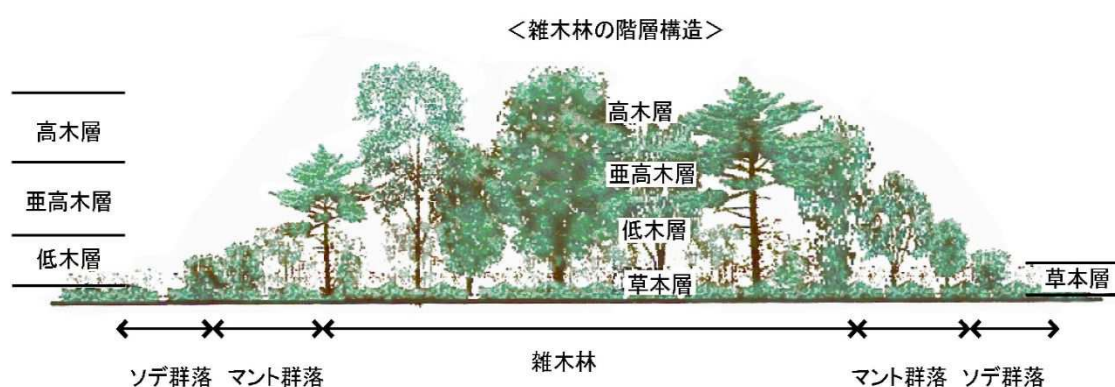 ＜雑木林の階層構造＞
高木層
亜高木層
低木層
高木層
亜高木層
低木層
草本層
草本層
ソデ群落
マント群落
雑木林
マント群落
ソデ群落